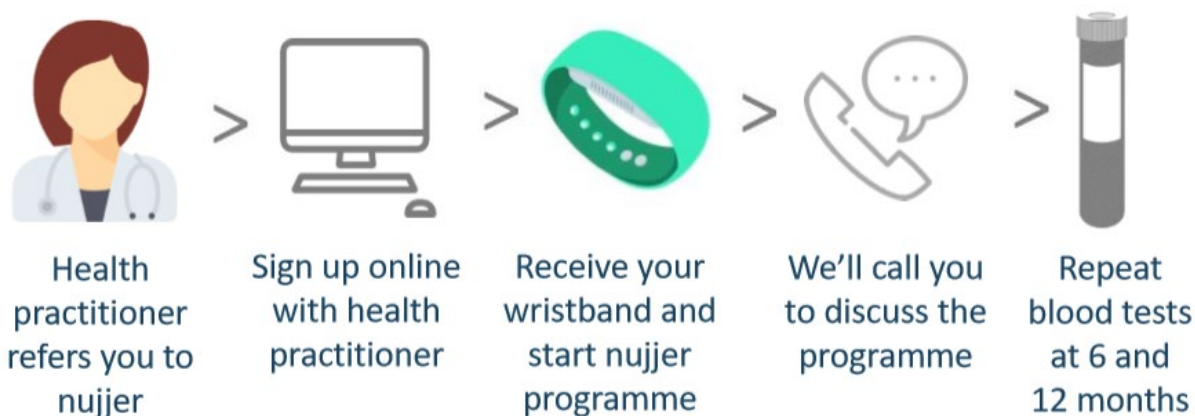 Health
practitioner
refers you to
nujjer
Sign up online
with health
practitioner
Receive your
wristband and
start nujjer
programme
We'll call you
to discuss the
programme
Repeat
blood tests
at 6 and
12 months